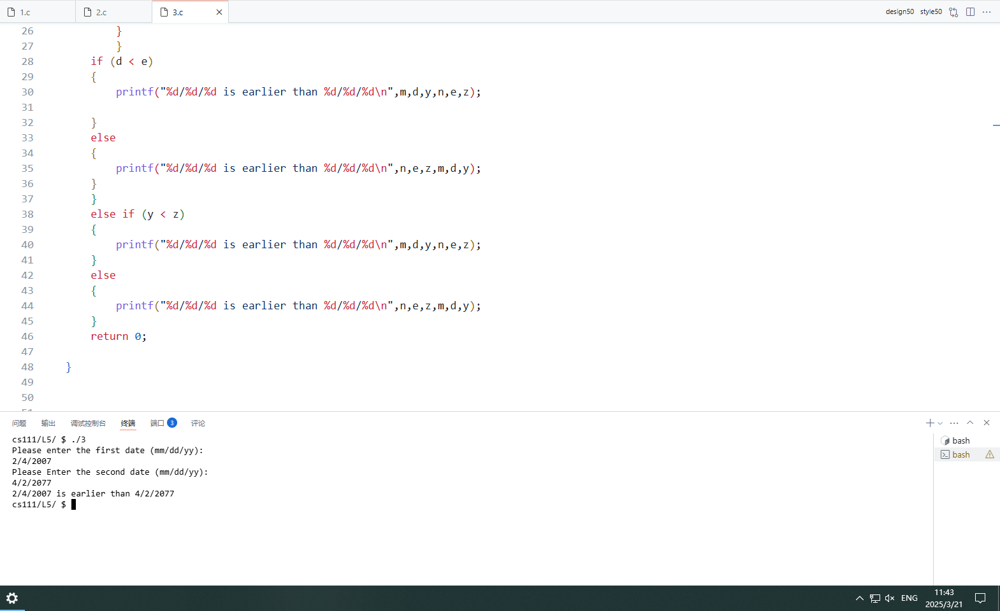 1.c 2.c 3.c design50 style50
26 }
27 }
28 if (d < e)
29 {
30 printf("%d/%d/%d is earlier than %d/%d/%d\n",m,d,y,n,e,z);
31
32 }
33 else
34 {
35 printf("%d/%d/%d is earlier than %d/%d/%d\n",n,e,z,m,d,y);
36 }
37 }
38 else if (y < z)
39 {
40 printf("%d/%d/%d is earlier than %d/%d/%d\n",m,d,y,n,e,z);
41 }
42 else
43 {
44 printf("%d/%d/%d is earlier than %d/%d/%d\n",n,e,z,m,d,y);
45 }
46 return 0;
47
48 }
49
50
问题 输出 调试控制台 终端 端口 3 评论
cs111/L5/ $ ./3
bash
Please enter the first date (mm/dd/yy):
bash
2/4/2007
Please Enter the second date (mm/dd/yy):
4/2/2077
2/4/2007 is earlier than 4/2/2077
cs111/L5/ $
ENG
11:43
2025/3/21